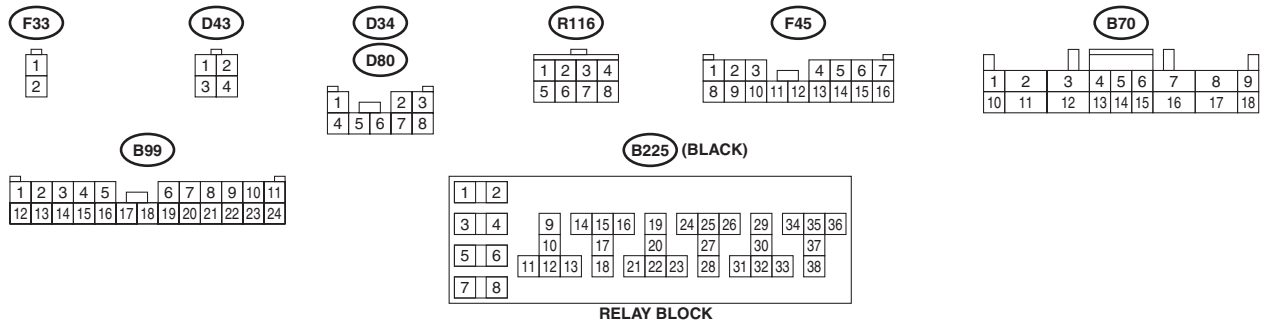 F33 D43 D34 R116 F45 B70
D80
1
2
1 2
3 4
1 2 3
4 5 6 7 8
1 2 3 4
5 6 7 8
1 2 3 4 5 6 7
8 9 10 11 12 13 14 15 16
1 2 3 4 5 6 7 8 9
10 11 12 13 14 15 16 17 18
B99 B225 (BLACK)
1 2 3 4 5 6 7 8 9 10 11
12 13 14 15 16 17 18 19 20 21 22 23 24
1 2
3 4 9 14 15 16 19 24 25 26 29 34 35 36
10 17 20 27 30 37
5 6
11 12 13 18 21 22 23 28 31 32 33 38
7 8
RELAY BLOCK